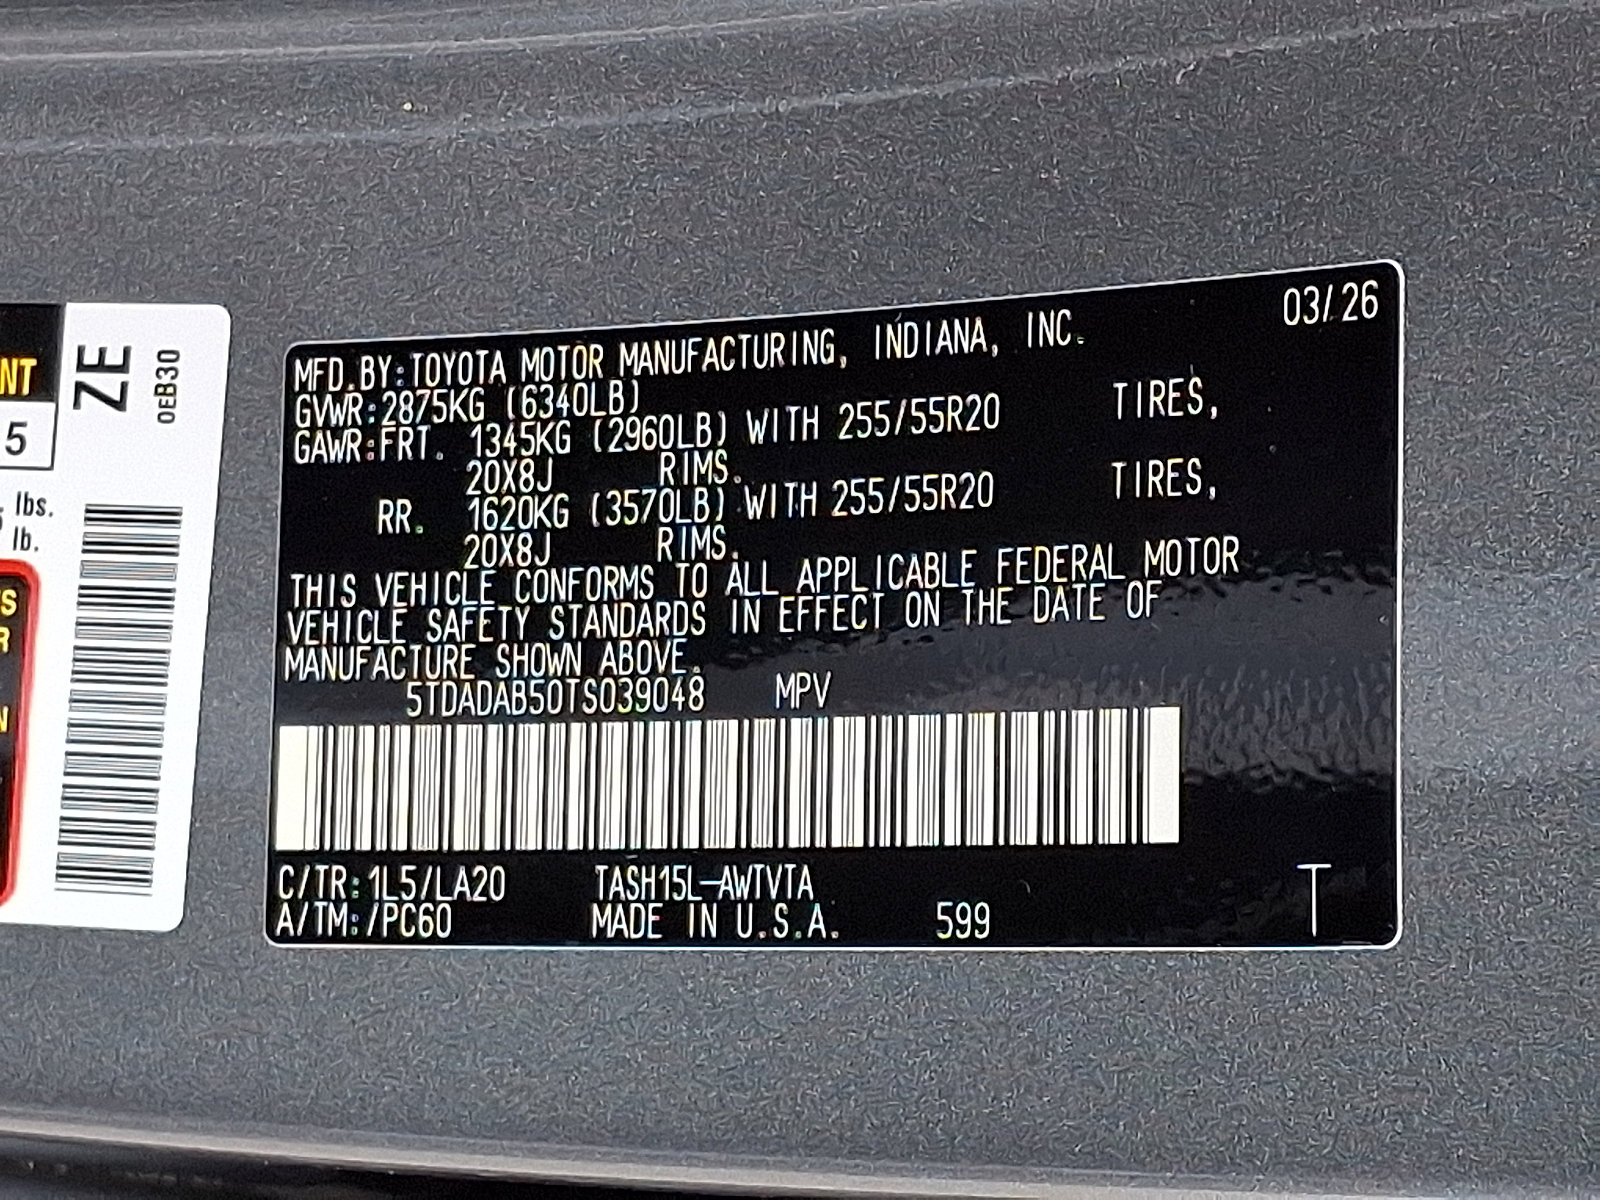 NT
5
lbs.
lb.
S
R
N
ZE
0EB30
03/26
MFD.BY:TOYOTA MOTOR MANUFACTURING, INDIANA, INC.
GVWR:2875KG (6340LB)
GAWR:FRT. 1345KG (2960LB) WITH 255/55R20 TIRES,
20X8J RIMS.
RR. 1620KG (3570LB) WITH 255/55R20 TIRES,
20X8J RIMS.
THIS VEHICLE CONFORMS TO ALL APPLICABLE FEDERAL MOTOR
VEHICLE SAFETY STANDARDS IN EFFECT ON THE DATE OF
MANUFACTURE SHOWN ABOVE.
5TDADAB50TS039048 MPV
C/TR:1L5/LA20 TASH15L-AWTVTA
A/TM:/PC60 MADE IN U.S.A. 599 T